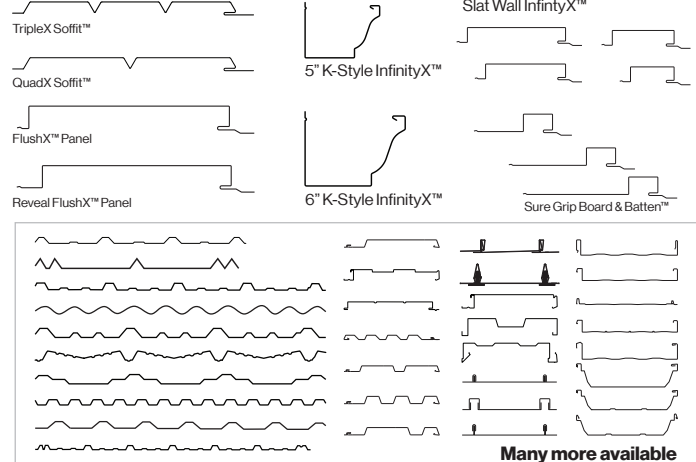 TripleX Soffit™
QuadX Soffit™
FlushX™ Panel
Reveal FlushX™ Panel
5” K-Style InfinityX™
6” K-Style InfinityX™
Slat Wall InfintyX™
Sure Grip Board & Batten™
Many more available